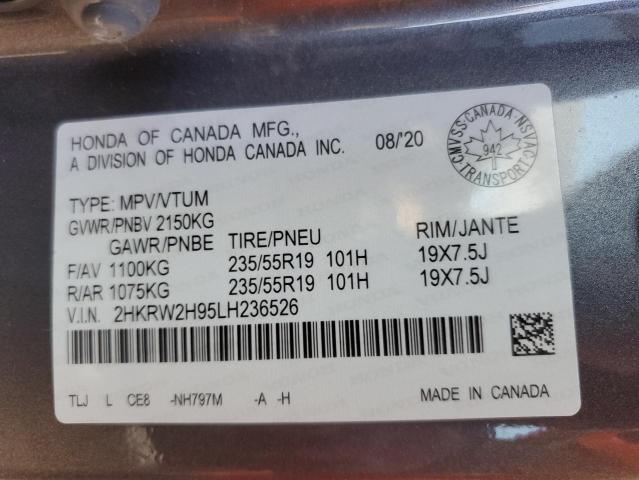 HONDA OF CANADA MFG.,
A DIVISION OF HONDA CANADA INC. 08/'20
CMVSS·CANADA·NSVAC
942
TRANSPORT
TYPE: MPV/VTUM
GVWR/PNBV 2150KG
GAWR/PNBE TIRE/PNEU RIM/JANTE
F/AV 1100KG 235/55R19 101H 19X7.5J
R/AR 1075KG 235/55R19 101H 19X7.5J
V.I.N. 2HKRW2H95LH236526
TLJ L CE8 -NH797M -A -H MADE IN CANADA